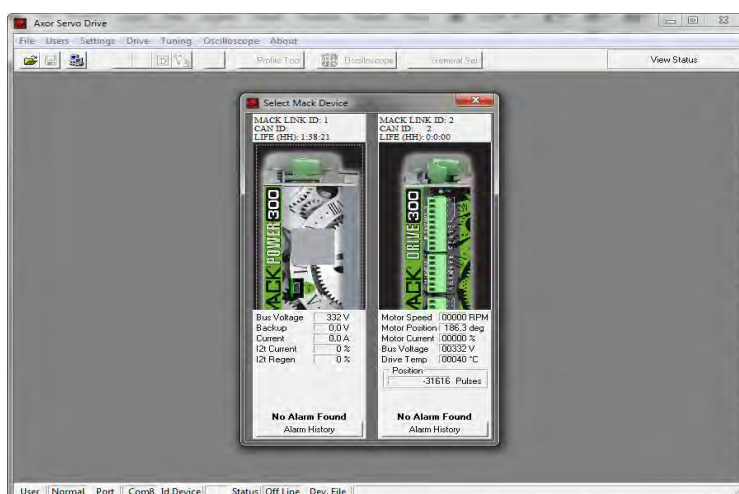 Axor Servo Drive
File Users Settings Drive Tuning Oscilloscope About
Profile Tool Oscilloscope General Set View Status
Select Mack Device
MACK LINK ID: 1
CAN ID:
LIFE (HH): 1:38:21
MACK LINK ID: 2
CAN ID: 2
LIFE (HH): 0:0:00
MACK POWER 300
MACK DRIVE 300
Bus Voltage 332 V
Backup 0,0 V
Current 0,0 A
I2t Current 0 %
I2t Regen 0 %
Motor Speed 00000 RPM
Motor Position 186,3 deg
Motor Current 00000 %
Bus Voltage 00332 V
Drive Temp 00040 °C
Position
-31616 Pulses
No Alarm Found
Alarm History
No Alarm Found
Alarm History
User Normal Port Com8 Id Device Status Off Line Dev. File